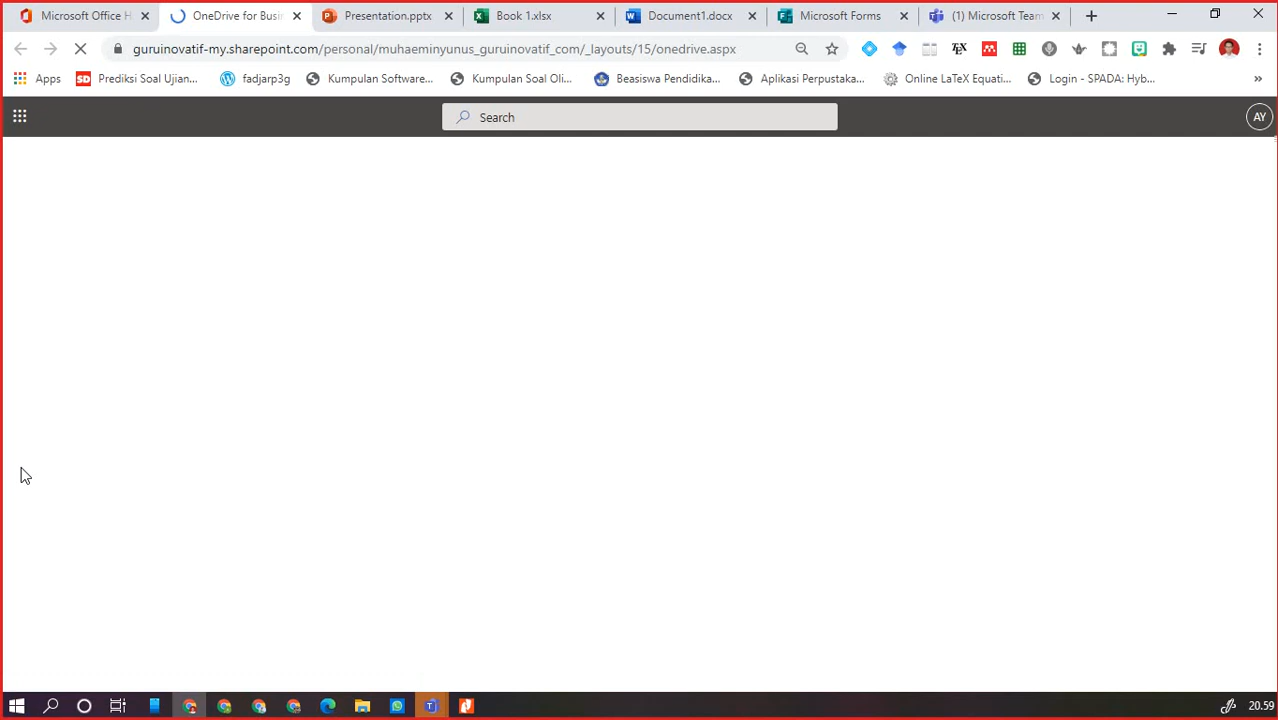 Microsoft Office H
OneDrive for Busin
Presentation.pptx
Book 1.xlsx
Document1.docx
Microsoft Forms
(1) Microsoft Team
guruinovatif-my.sharepoint.com/personal/muhaeminyunus_guruinovatif_com/_layouts/15/onedrive.aspx
Apps
Prediksi Soal Ujian...
fadjarp3g
Kumpulan Software...
Kumpulan Soal Oli...
Beasiswa Pendidika...
Aplikasi Perpustaka...
Online LaTeX Equati...
Login - SPADA: Hyb...
Search
AY
20.59